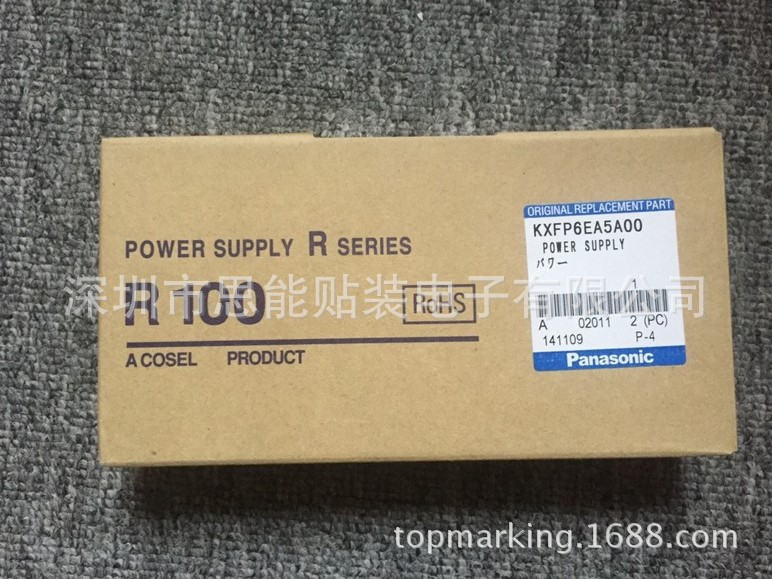 POWER SUPPLY R SERIES
深圳市思能贴装电子有限公司
R 100
RoHS
A COSEL PRODUCT
ORIGINAL REPLACEMENT PART
KXFP6EA5A00
POWER SUPPLY
パワー
1
A 02011 2 (PC)
141109 P-4
Panasonic
topmarking.1688.com